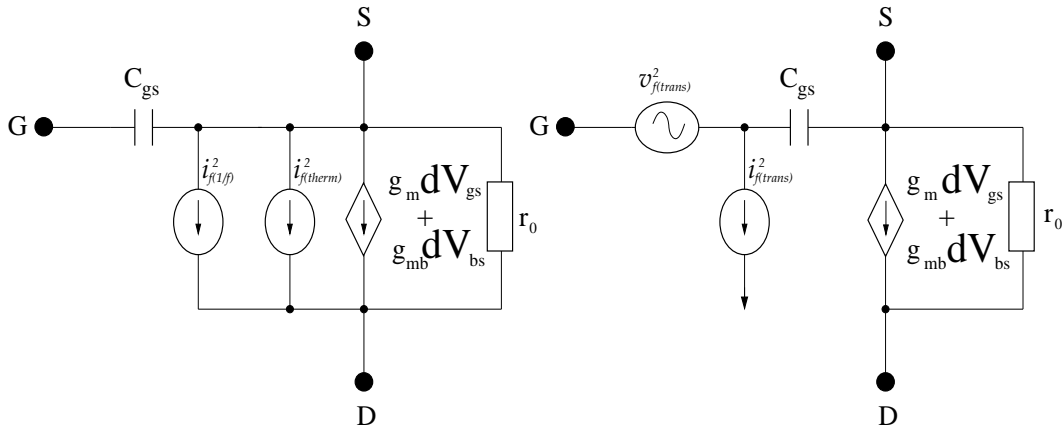 S
C_gs
G
i²_f(1/f)
i²_f(therm)
g_m dV_gs
+
g_mb dV_bs
r_0
D
S
v²_f(trans)
C_gs
G
i²_f(trans)
g_m dV_gs
+
g_mb dV_bs
r_0
D